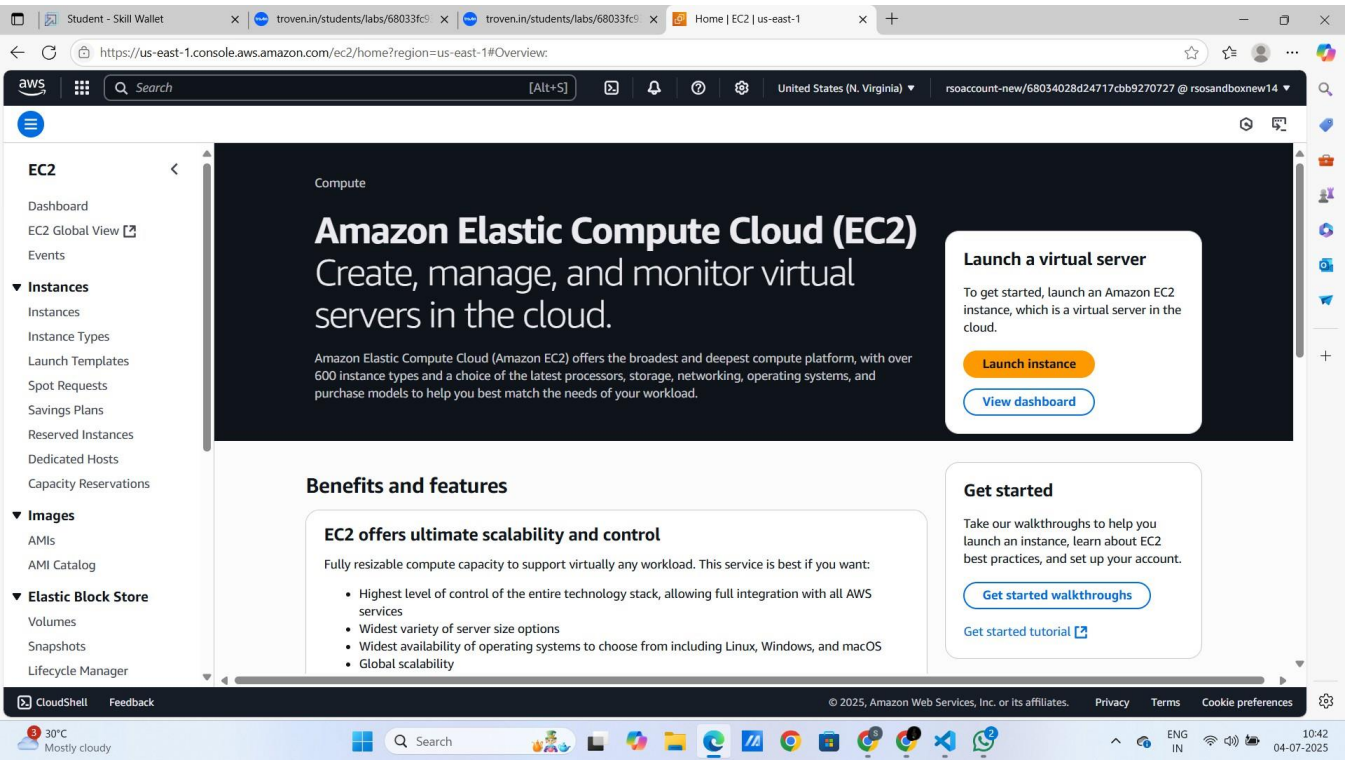 Student - Skill Wallet
troven.in/students/labs/68033fc9
troven.in/students/labs/68033fc9
Home | EC2 | us-east-1
https://us-east-1.console.aws.amazon.com/ec2/home?region=us-east-1#Overview:
aws
Search
[Alt+S]
United States (N. Virginia)
rsoaccount-new/68034028d24717cbb9270727 @ rsosandboxnew14
EC2
Dashboard
EC2 Global View
Events
Instances
Instances
Instance Types
Launch Templates
Spot Requests
Savings Plans
Reserved Instances
Dedicated Hosts
Capacity Reservations
Images
AMIs
AMI Catalog
Elastic Block Store
Volumes
Snapshots
Lifecycle Manager
Compute
Amazon Elastic Compute Cloud (EC2)
Create, manage, and monitor virtual
servers in the cloud.
Amazon Elastic Compute Cloud (Amazon EC2) offers the broadest and deepest compute platform, with over
600 instance types and a choice of the latest processors, storage, networking, operating systems, and
purchase models to help you best match the needs of your workload.
Launch a virtual server
To get started, launch an Amazon EC2
instance, which is a virtual server in the
cloud.
Launch instance
View dashboard
Benefits and features
EC2 offers ultimate scalability and control
Fully resizable compute capacity to support virtually any workload. This service is best if you want:
• Highest level of control of the entire technology stack, allowing full integration with all AWS
services
• Widest variety of server size options
• Widest availability of operating systems to choose from including Linux, Windows, and macOS
• Global scalability
Get started
Take our walkthroughs to help you
launch an instance, learn about EC2
best practices, and set up your account.
Get started walkthroughs
Get started tutorial
CloudShell
Feedback
© 2025, Amazon Web Services, Inc. or its affiliates.
Privacy
Terms
Cookie preferences
3
30°C
Mostly cloudy
Search
ENG
IN
10:42
04-07-2025